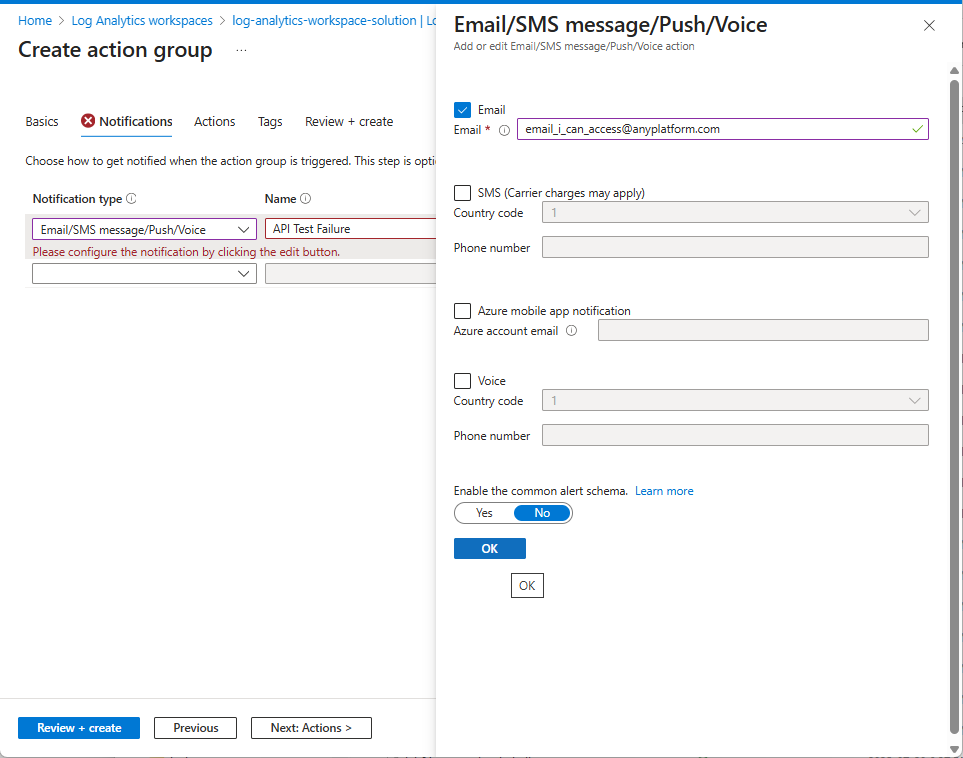 Home > Log Analytics workspaces > log-analytics-workspace-solution | Lo
Create action group ...
Basics Notifications Actions Tags Review + create
Choose how to get notified when the action group is triggered. This step is opti
Notification type Name
Email/SMS message/Push/Voice API Test Failure
Please configure the notification by clicking the edit button.
Review + create Previous Next: Actions >
Email/SMS message/Push/Voice
Add or edit Email/SMS message/Push/Voice action
Email
Email * email_i_can_access@anyplatform.com
SMS (Carrier charges may apply)
Country code 1
Phone number
Azure mobile app notification
Azure account email
Voice
Country code 1
Phone number
Enable the common alert schema. Learn more
Yes No
OK
OK